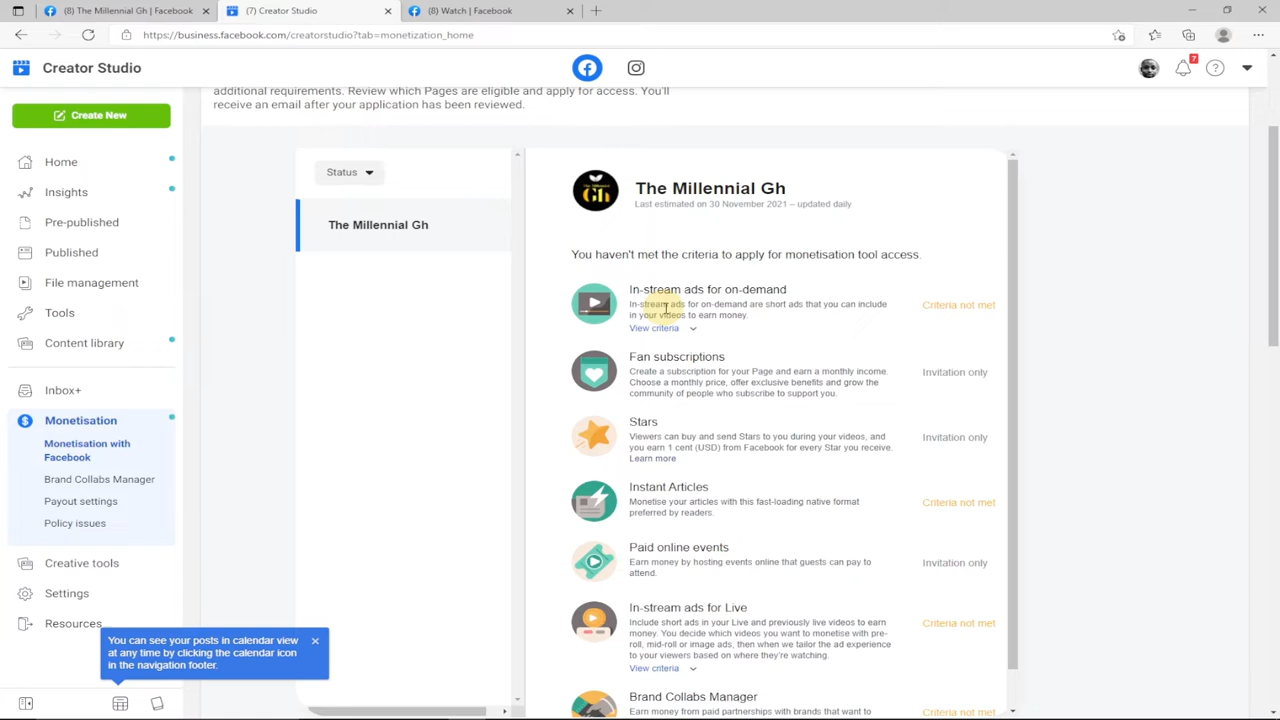 (8) The Millennial Gh | Facebook
(7) Creator Studio
(8) Watch | Facebook
https://business.facebook.com/creatorstudio?tab=monetization_home
Creator Studio
7
Create New
Home
Insights
Pre-published
Published
File management
Tools
Content library
Inbox+
Monetisation
Monetisation with
Facebook
Brand Collabs Manager
Payout settings
Policy issues
Creative tools
Settings
Resources
You can see your posts in calendar view
at any time by clicking the calendar icon
in the navigation footer.
additional requirements. Review which Pages are eligible and apply for access. You'll
receive an email after your application has been reviewed.
Status
The Millennial Gh
The Millennial
Gh
The Millennial Gh
Last estimated on 30 November 2021 – updated daily
You haven't met the criteria to apply for monetisation tool access.
In-stream ads for on-demand
In-stream ads for on-demand are short ads that you can include
in your videos to earn money.
View criteria
Criteria not met
Fan subscriptions
Create a subscription for your Page and earn a monthly income.
Choose a monthly price, offer exclusive benefits and grow the
community of people who subscribe to support you.
Invitation only
Stars
Viewers can buy and send Stars to you during your videos, and
you earn 1 cent (USD) from Facebook for every Star you receive.
Learn more
Invitation only
Instant Articles
Monetise your articles with this fast-loading native format
preferred by readers.
Criteria not met
Paid online events
Earn money by hosting events online that guests can pay to
attend.
Invitation only
In-stream ads for Live
Include short ads in your Live and previously live videos to earn
money. You decide which videos you want to monetise with pre-
roll, mid-roll or image ads, then when we tailor the ad experience
to your viewers based on where they're watching.
View criteria
Criteria not met
Brand Collabs Manager
Earn money from paid partnerships with brands that want to
Criteria not met